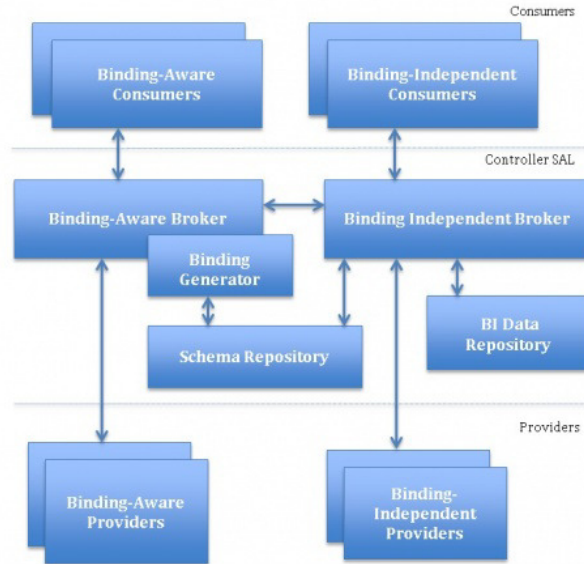 Consumers
Binding-Aware
Consumers
Binding-Independent
Consumers
Controller SAL
Binding-Aware Broker
Binding Independent Broker
Binding
Generator
Schema Repository
BI Data
Repository
Providers
Binding-Aware
Providers
Binding-
Independent
Providers